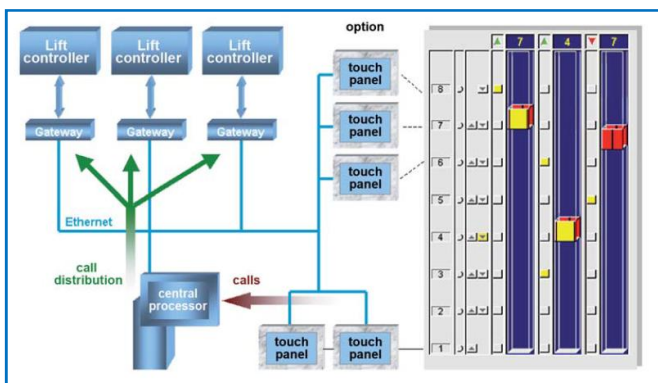 option
Lift
controller
Lift
controller
Lift
controller
Gateway
Gateway
Gateway
Ethernet
call
distribution
central
processor
calls
touch
panel
touch
panel
touch
panel
touch
panel
touch
panel
7
4
7
8
7
6
5
4
3
2
1